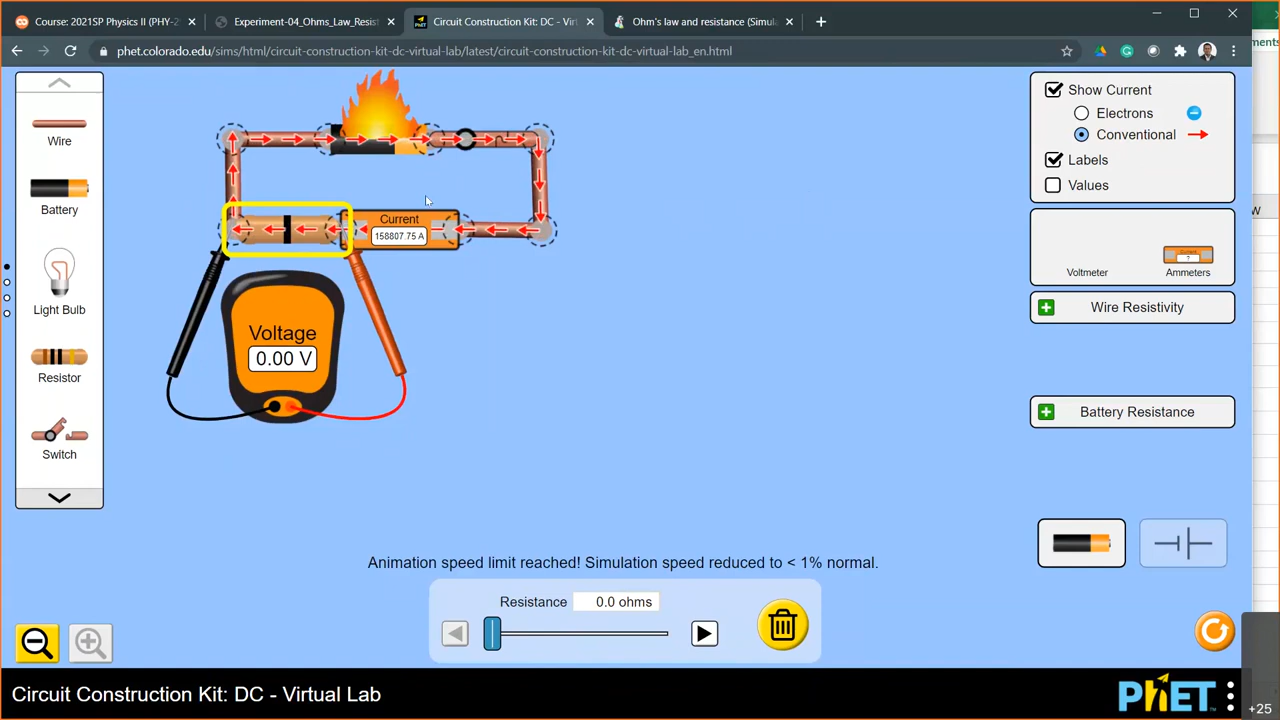 Course: 2021SP Physics II (PHY-2
Experiment-04_Ohms_Law_Resist
Circuit Construction Kit: DC - Virt
Ohm's law and resistance (Simula
phet.colorado.edu/sims/html/circuit-construction-kit-dc-virtual-lab/latest/circuit-construction-kit-dc-virtual-lab_en.html
ments
Wire
Battery
Light Bulb
Resistor
Switch
Current
158807.75 A
Voltage
0.00 V
Show Current
Electrons
Conventional
Labels
Values
Voltmeter
Current
?
Ammeters
Wire Resistivity
Battery Resistance
Animation speed limit reached! Simulation speed reduced to < 1% normal.
Resistance 0.0 ohms
Circuit Construction Kit: DC - Virtual Lab
PhET
+25